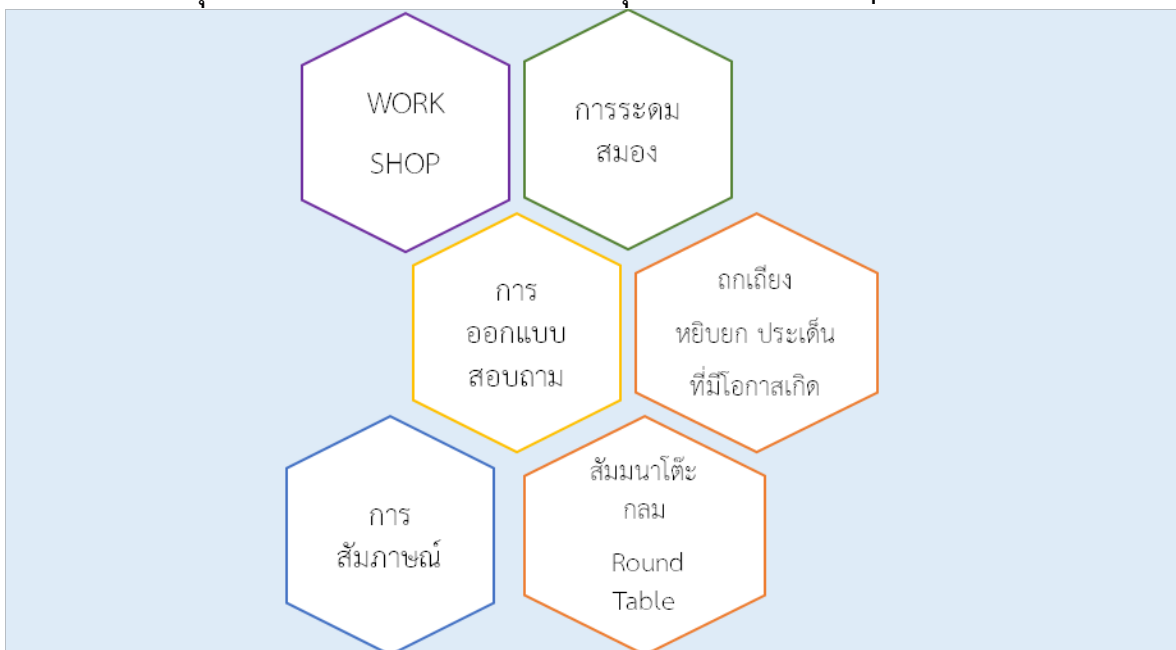 WORK
SHOP
การระดม
สมอง
การ
ออกแบบ
สอบถาม
ถกเถียง
หยิบยก ประเด็น
ที่มีโอกาสเกิด
การ
สัมภาษณ์
สัมมนาโต๊ะ
กลม
Round
Table